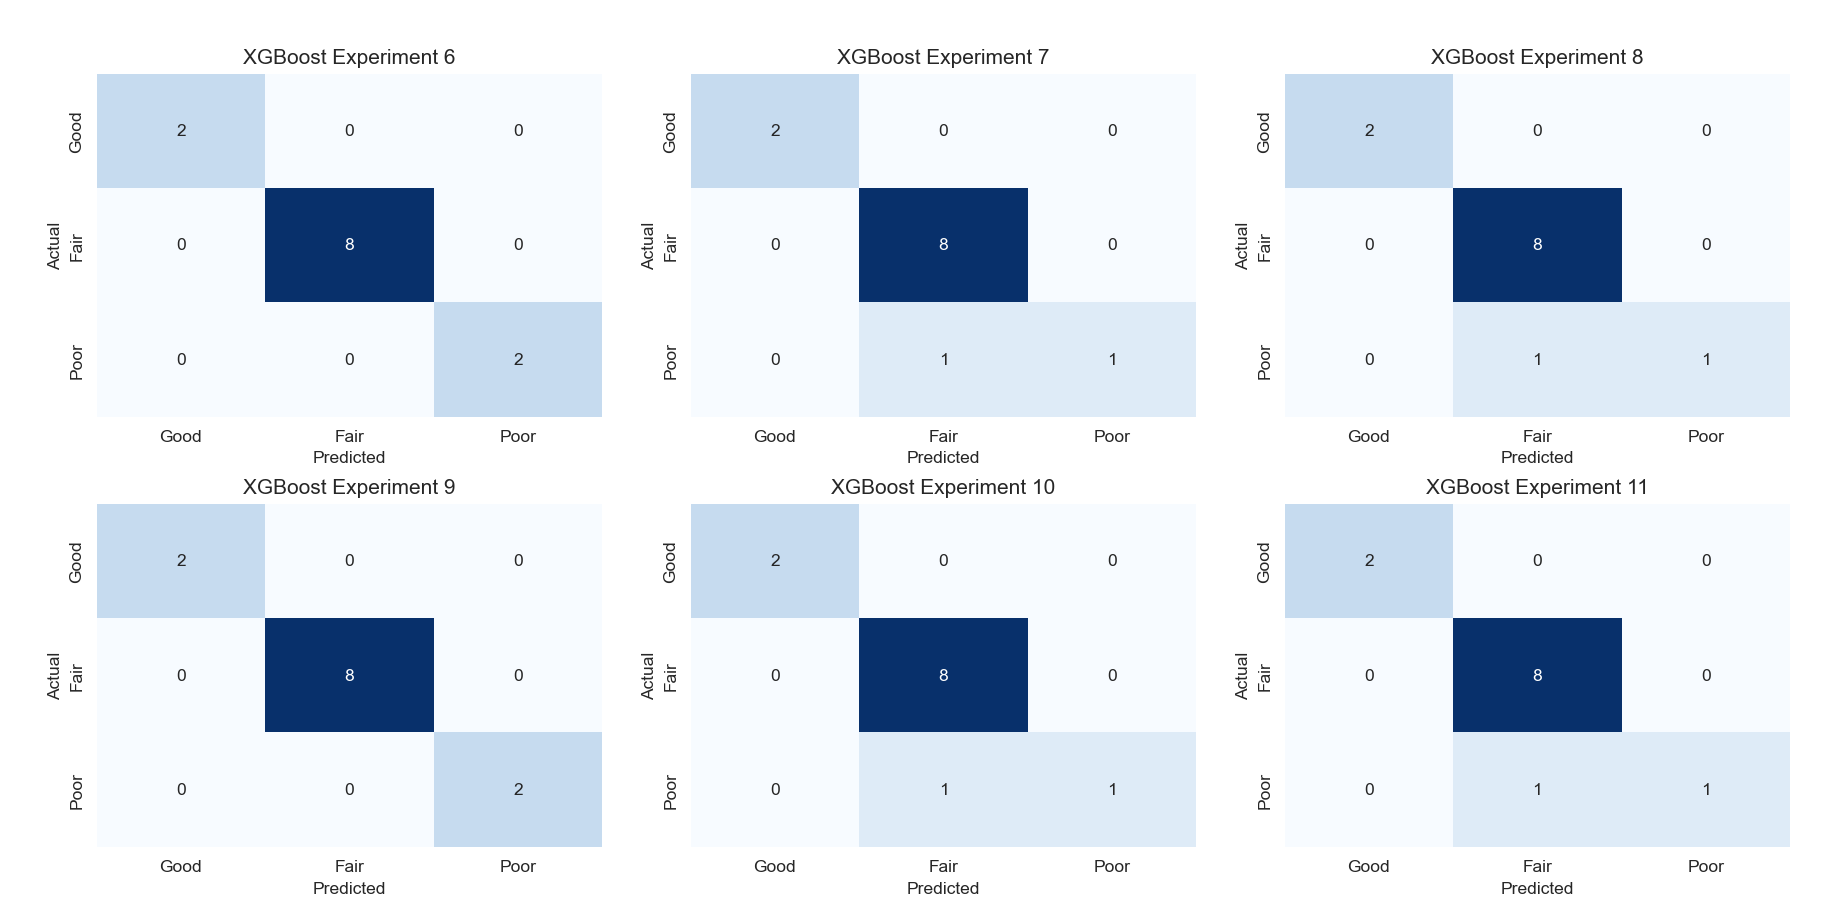 XGBoost Experiment 6
Good
2 0 0
Actual
Fair
0 8 0
Poor
0 0 2
Good Fair Poor
Predicted
XGBoost Experiment 7
Good
2 0 0
Actual
Fair
0 8 0
Poor
0 1 1
Good Fair Poor
Predicted
XGBoost Experiment 8
Good
2 0 0
Actual
Fair
0 8 0
Poor
0 1 1
Good Fair Poor
Predicted
XGBoost Experiment 9
Good
2 0 0
Actual
Fair
0 8 0
Poor
0 0 2
Good Fair Poor
Predicted
XGBoost Experiment 10
Good
2 0 0
Actual
Fair
0 8 0
Poor
0 1 1
Good Fair Poor
Predicted
XGBoost Experiment 11
Good
2 0 0
Actual
Fair
0 8 0
Poor
0 1 1
Good Fair Poor
Predicted